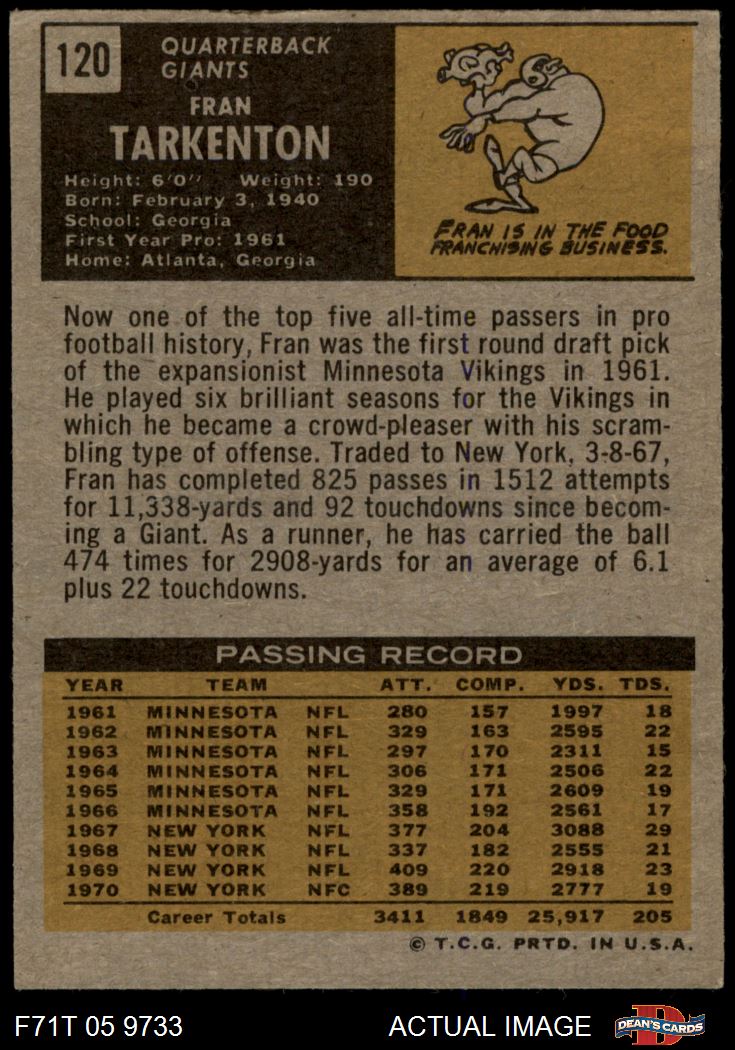 120
QUARTERBACK
GIANTS
FRAN
TARKENTON
Height: 6'0" Weight: 190
Born: February 3, 1940
School: Georgia
First Year Pro: 1961
Home: Atlanta, Georgia
FRAN IS IN THE FOOD
FRANCHISING BUSINESS.
Now one of the top five all-time passers in pro
football history, Fran was the first round draft pick
of the expansionist Minnesota Vikings in 1961.
He played six brilliant seasons for the Vikings in
which he became a crowd-pleaser with his scram-
bling type of offense. Traded to New York, 3-8-67,
Fran has completed 825 passes in 1512 attempts
for 11,338-yards and 92 touchdowns since becom-
ing a Giant. As a runner, he has carried the ball
474 times for 2908-yards for an average of 6.1
plus 22 touchdowns.
PASSING RECORD
YEAR TEAM ATT. COMP. YDS. TDS.
1961 MINNESOTA NFL 280 157 1997 18
1962 MINNESOTA NFL 329 163 2595 22
1963 MINNESOTA NFL 297 170 2311 15
1964 MINNESOTA NFL 306 171 2506 22
1965 MINNESOTA NFL 329 171 2609 19
1966 MINNESOTA NFL 358 192 2561 17
1967 NEW YORK NFL 377 204 3088 29
1968 NEW YORK NFL 337 182 2555 21
1969 NEW YORK NFL 409 220 2918 23
1970 NEW YORK NFC 389 219 2777 19
Career Totals 3411 1849 25,917 205
© T.C.G. PRTD. IN U.S.A.
F71T 05 9733 ACTUAL IMAGE D DEAN'S CARDS